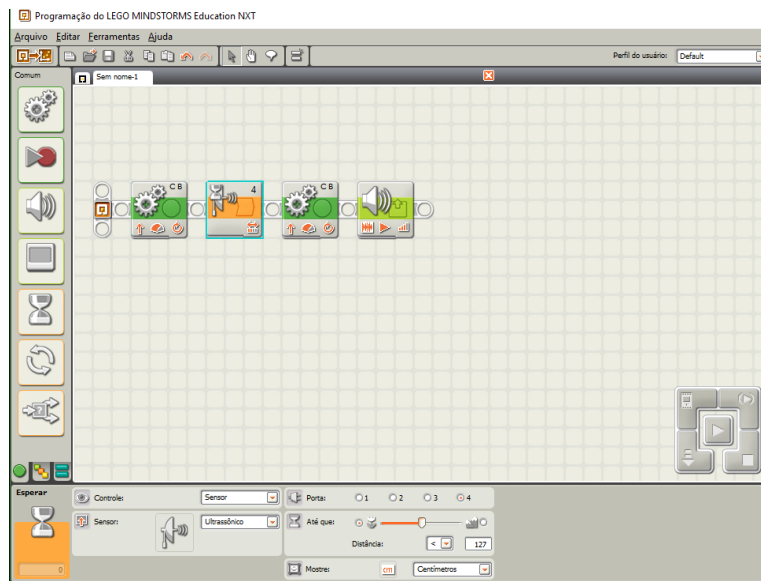 Programação do LEGO MINDSTORMS Education NXT
Arquivo Editar Ferramentas Ajuda
Perfil do usuário: Default
Comum
Sem nome-1
C B
4
C B
Esperar
Controle: Sensor
Porta: 1 2 3 4
Sensor: Ultrassônico
Até que:
Distância: < 127
Mostre: cm Centímetros
0